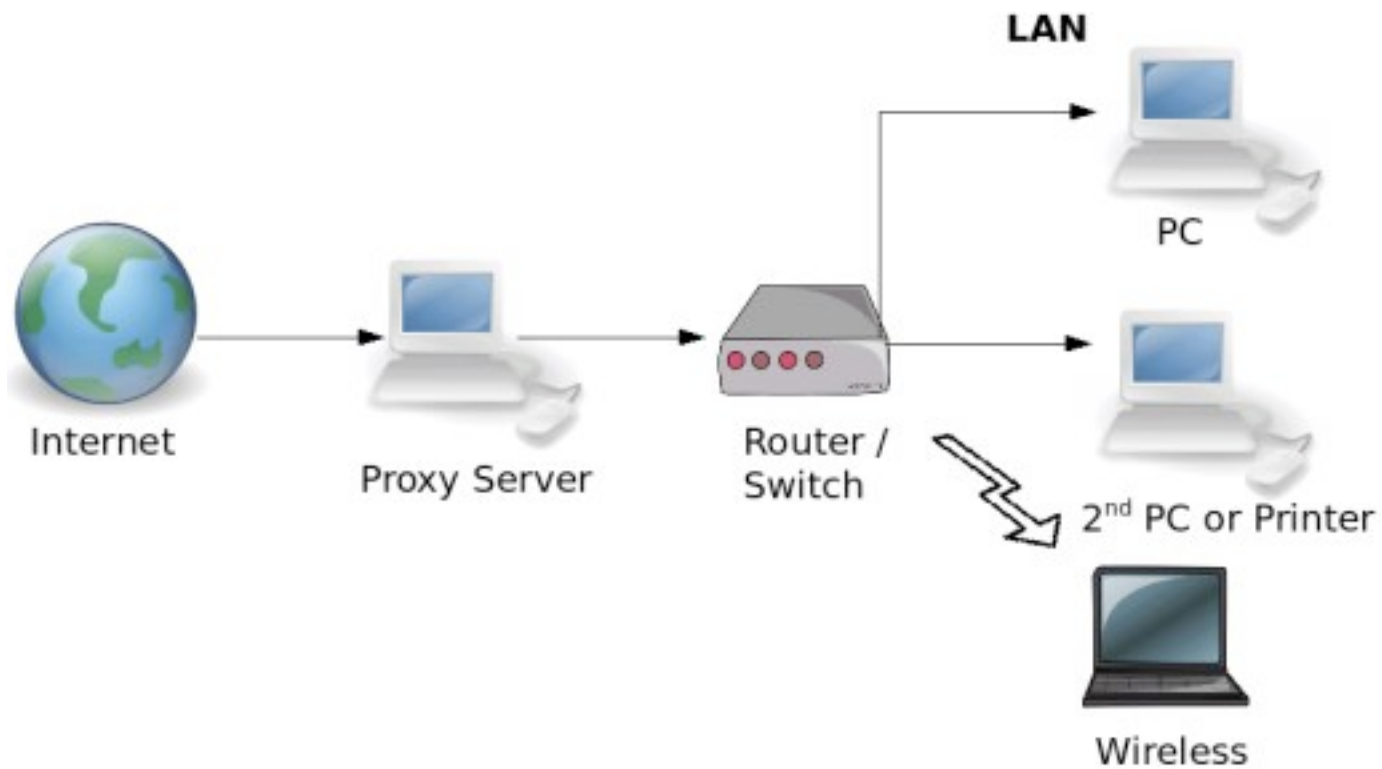 LAN
PC
Internet
Proxy Server
Router /
Switch
2nd PC or Printer
Wireless